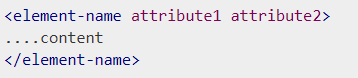 <element-name attribute1 attribute2>
....content
</element-name>